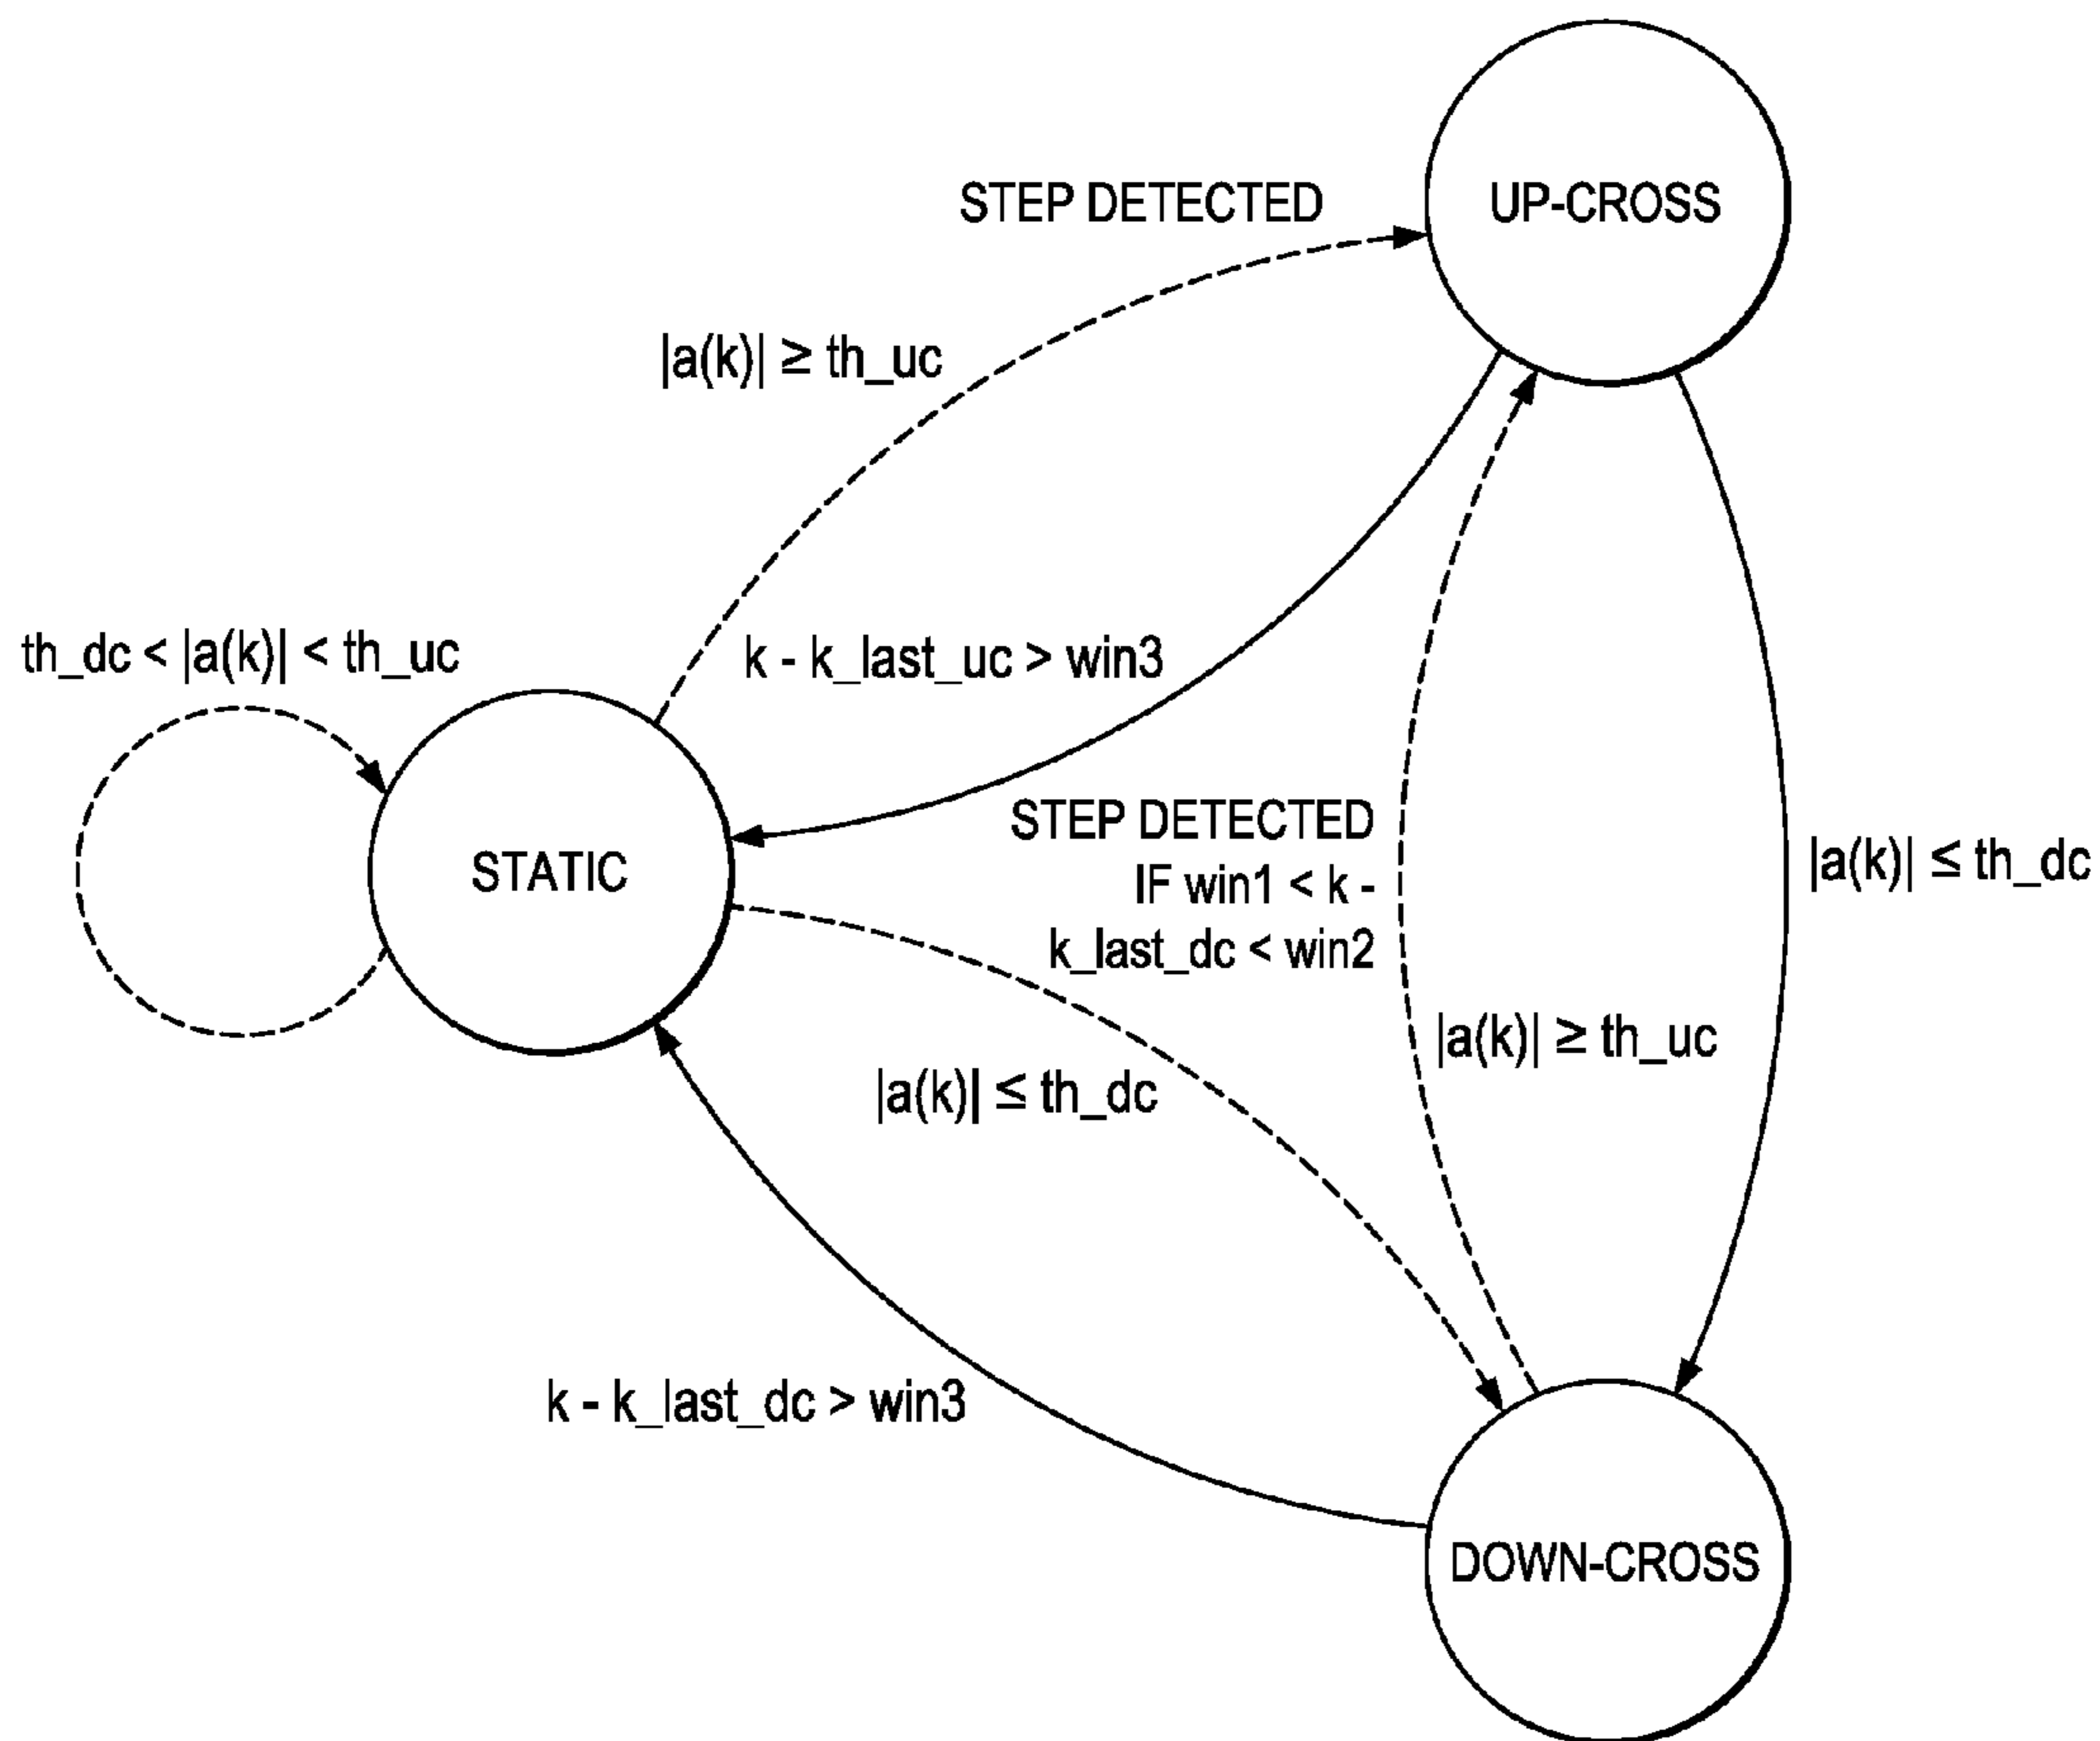 UP-CROSS
STEP DETECTED
|a(k)| ≥ th_uc
th_dc < |a(k)| < th_uc
k - k_last_uc > win3
STATIC
STEP DETECTED
IF win1 < k -
k_last_dc < win2
|a(k)| ≤ th_dc
|a(k)| ≥ th_uc
|a(k)| ≤ th_dc
k - k_last_dc > win3
DOWN-CROSS